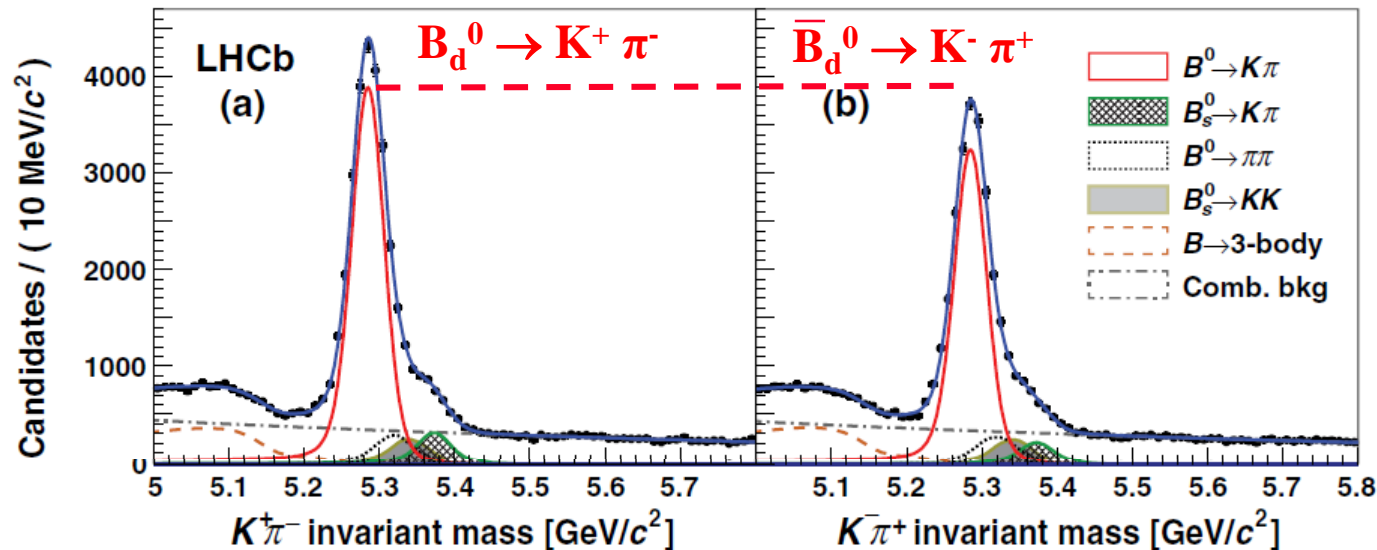 B_d^0 → K^+ π^-
B̅_d^0 → K^- π^+
LHCb
(a)
(b)
B^0→Kπ
B_s^0→Kπ
B^0→ππ
B_s^0→KK
B→3-body
Comb. bkg
Candidates / ( 10 MeV/c^2 )
4000
3000
2000
1000
0
5 5.1 5.2 5.3 5.4 5.5 5.6 5.7
5.1 5.2 5.3 5.4 5.5 5.6 5.7 5.8
K^+π^- invariant mass [GeV/c^2]
K^-π^+ invariant mass [GeV/c^2]